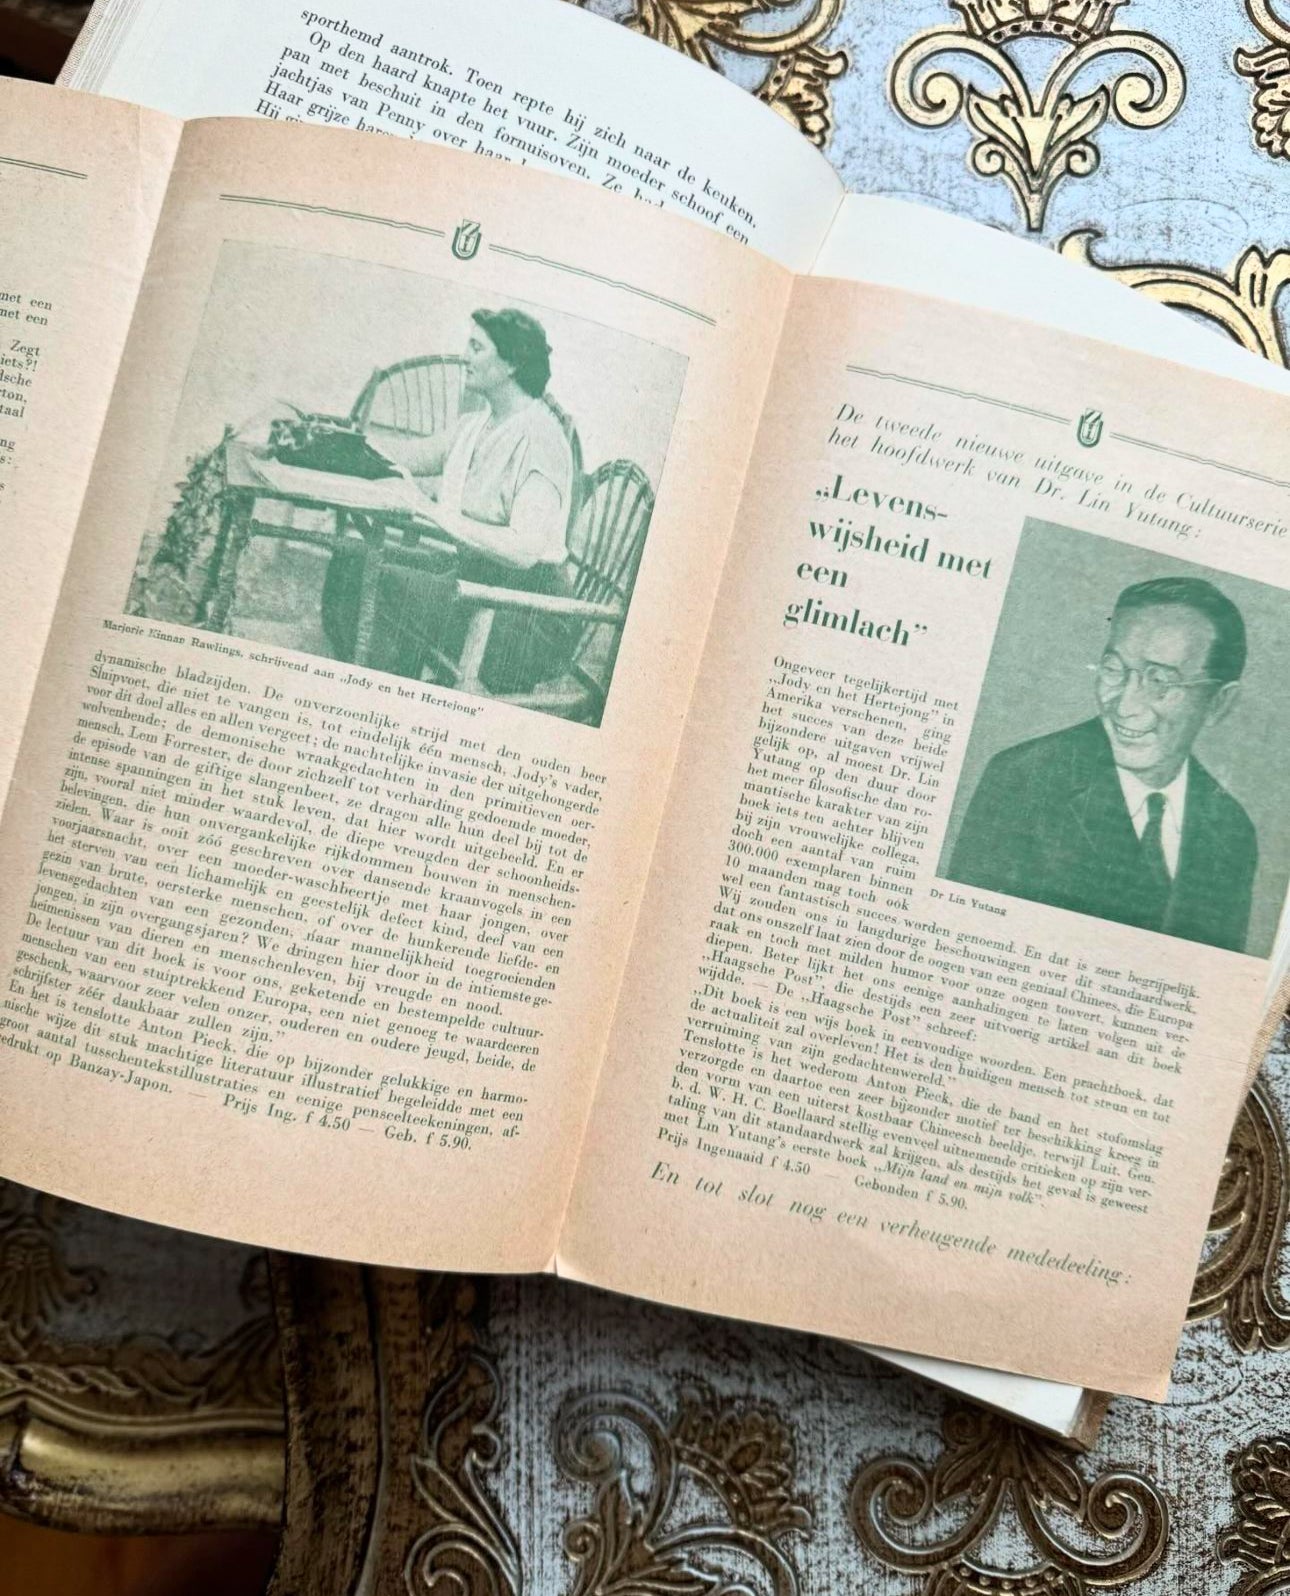 sporthemd aantrok. Toen repte hij zich naar de keuken.
Op den haard knapte het vuur. Zijn moeder schoof een
pan met beschuit in den fornuisoven. Ze
jachtjas van Penny over haar
Haar grijze
Hij
met een
met een
Zegt
iets?!
ton,
taal
ng
s:
s
Marjorie Kinnan Rawlings, schrijvend aan „Jody en het Hertejong"
dynamische bladzijden. De onverzoenlijke strijd met den ouden beer
Sluipvoet, die niet te vangen is, tot eindelijk één mensch, Jody's vader,
voor dit doel alles en allen vergeet; de nachtelijke invasie der uitgehongerde
wolvenbende; de demonische wraakgedachten in den primitieven oer-
mensch, Lem Forrester, de door zichzelf tot verharding gedoemde moeder,
de episode van de giftige slangenbeet, ze dragen alle hun deel bij tot de
intense spanningen in het stuk leven, dat hier wordt uitgebeeld. En er
zijn, vooral niet minder waardevol, de diepe vreugden der schoonheids-
belevingen, die hun onvergankelijke rijkdommen bouwen in menschen-
zielen. Waar is ooit zóó geschreven over dansende kraanvogels in een
voorjaarsnacht, over een moeder-waschbeertje met haar jongen, over
het sterven van een lichamelijk en geestelijk defect kind, deel van een
gezin van brute, oersterke menschen, of over de hunkerende liefde- en
levensgedachten van een gezonden, naar mannelijkheid toegroeienden
jongen, in zijn overgangsjaren? We dringen hier door in de intiemste ge-
heimenissen van dieren en menschenleven, bij vreugde en nood.
De lectuur van dit boek is voor ons, geketende en bestempelde cultuur-
menschen van een stuiptrekkend Europa, een niet genoeg te waardeeren
geschenk, waarvoor zeer velen onzer, ouderen en oudere jeugd, beide, de
schrijfster zéér dankbaar zullen zijn."
En het is tenslotte Anton Pieck, die op bijzonder gelukkige en harmo-
nische wijze dit stuk machtige literatuur illustratief begeleidde met een
groot aantal tusschentekstillustraties en eenige penseelteekeningen, af-
gedrukt op Banzay-Japon. — Prijs Ing. f 4.50 — Geb. f 5.90.
De tweede nieuwe uitgave in de Cultuurserie
het hoofdwerk van Dr. Lin Yutang:
„Levens-
wijsheid met
een
glimlach"
Ongeveer tegelijkertijd met
„Jody en het Hertejong" in
Amerika verschenen, ging
het succes van deze beide
bijzondere uitgaven vrijwel
gelijk op, al moest Dr. Lin
Yutang op den duur door
het meer filosofische dan ro-
mantische karakter van zijn
boek iets ten achter blijven
bij zijn vrouwelijke collega,
doch een aantal van ruim
300.000 exemplaren binnen
10 maanden mag toch ook
wel een fantastisch succes worden genoemd. En dat is zeer begrijpelijk.
Dr Lin Yutang
Wij zouden ons in langdurige beschouwingen over dit standaardwerk,
dat ons onszelf laat zien door de oogen van een geniaal Chinees, die Europa
raak en toch met milden humor voor onze oogen toovert, kunnen ver-
diepen. Beter lijkt het ons eenige aanhalingen te laten volgen uit de
„Haagsche Post", die destijds een zeer uitvoerig artikel aan dit boek
wijdde. — De „Haagsche Post" schreef:
„Dit boek is een wijs boek in eenvoudige woorden. Een prachtboek, dat
de actualiteit zal overleven! Het is den huidigen mensch tot steun en tot
verruiming van zijn gedachtenwereld."
Tenslotte is het wederom Anton Pieck, die de band en het stofomslag
verzorgde en daartoe een zeer bijzonder motief ter beschikking kreeg in
den vorm van een uiterst kostbaar Chineesch beeldje, terwijl Luit. Gen.
b. d. W. H. C. Boellaard stellig evenveel uitnemende critieken op zijn ver-
taling van dit standaardwerk zal krijgen, als destijds het geval is geweest
met Lin Yutang's eerste boek „Mijn land en mijn volk".
Prijs Ingenaaid f 4.50 — Gebonden f 5.90.
En tot slot nog een verheugende mededeeling: